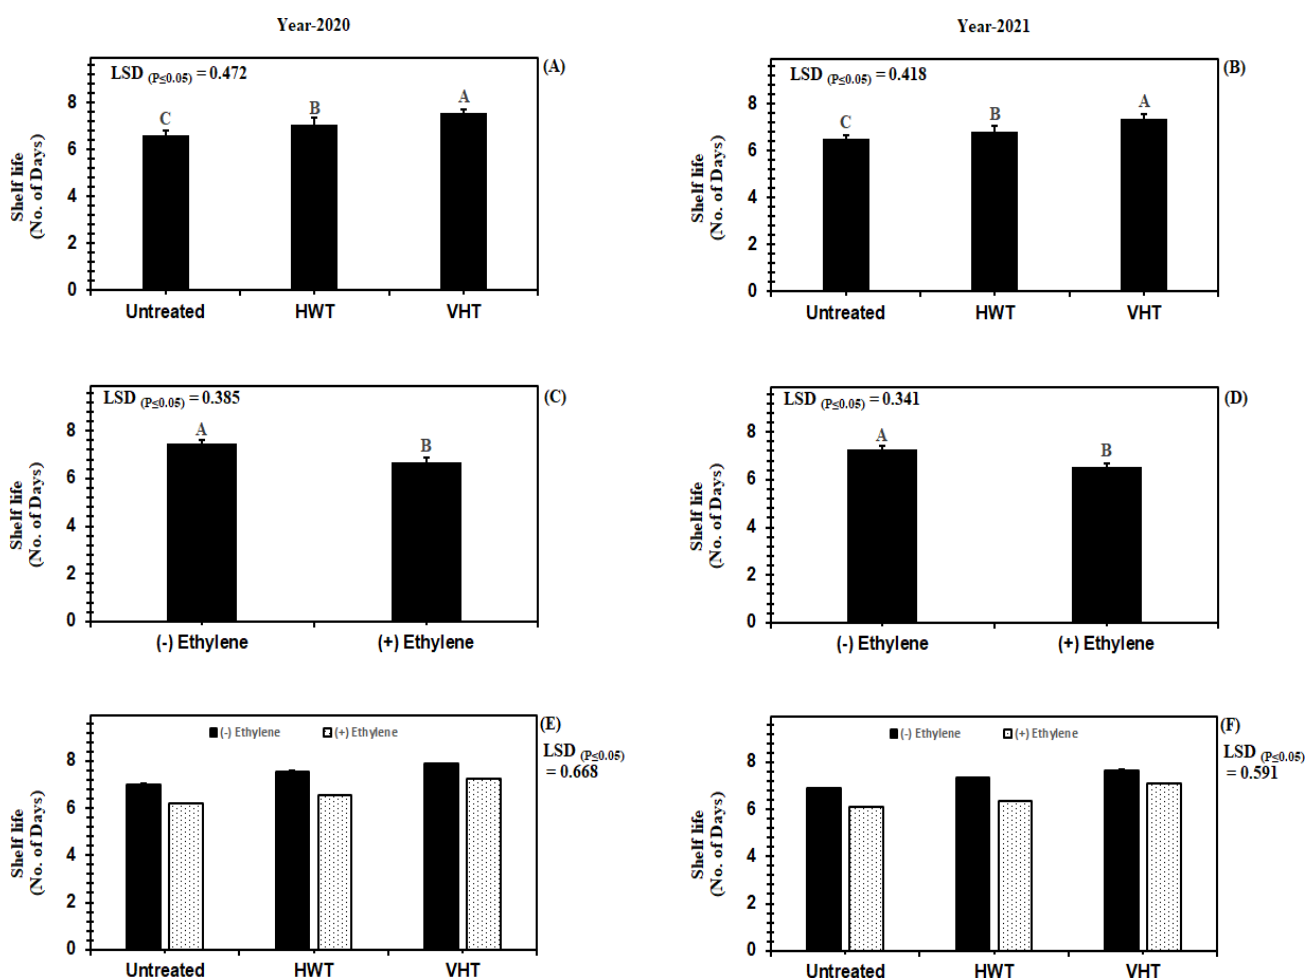 Year-2020
Year-2021
LSD (P≤0.05) = 0.472
(A)
Shelf life
(No. of Days)
8
6
4
2
0
C
B
A
Untreated HWT VHT
LSD (P≤0.05) = 0.418
(B)
Shelf life
(No. of Days)
8
6
4
2
0
C
B
A
Untreated HWT VHT
LSD (P≤0.05) = 0.385
(C)
Shelf life
(No. of Days)
8
6
4
2
0
A
B
(-) Ethylene (+) Ethylene
LSD (P≤0.05) = 0.341
(D)
Shelf life
(No. of Days)
8
6
4
2
0
A
B
(-) Ethylene (+) Ethylene
(-) Ethylene (+) Ethylene
(E)
LSD (P≤0.05)
= 0.668
Shelf life
(No. of Days)
8
6
4
2
0
Untreated HWT VHT
(-) Ethylene (+) Ethylene
(F)
LSD (P≤0.05)
= 0.591
Shelf life
(No. of Days)
8
6
4
2
0
Untreated HWT VHT